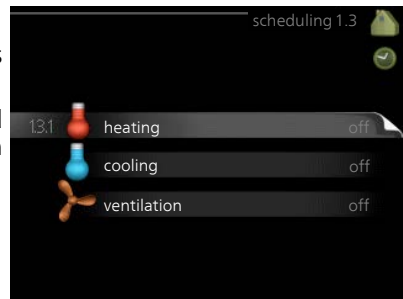 scheduling 1.3
1.3.1 heating off
cooling off
ventilation off